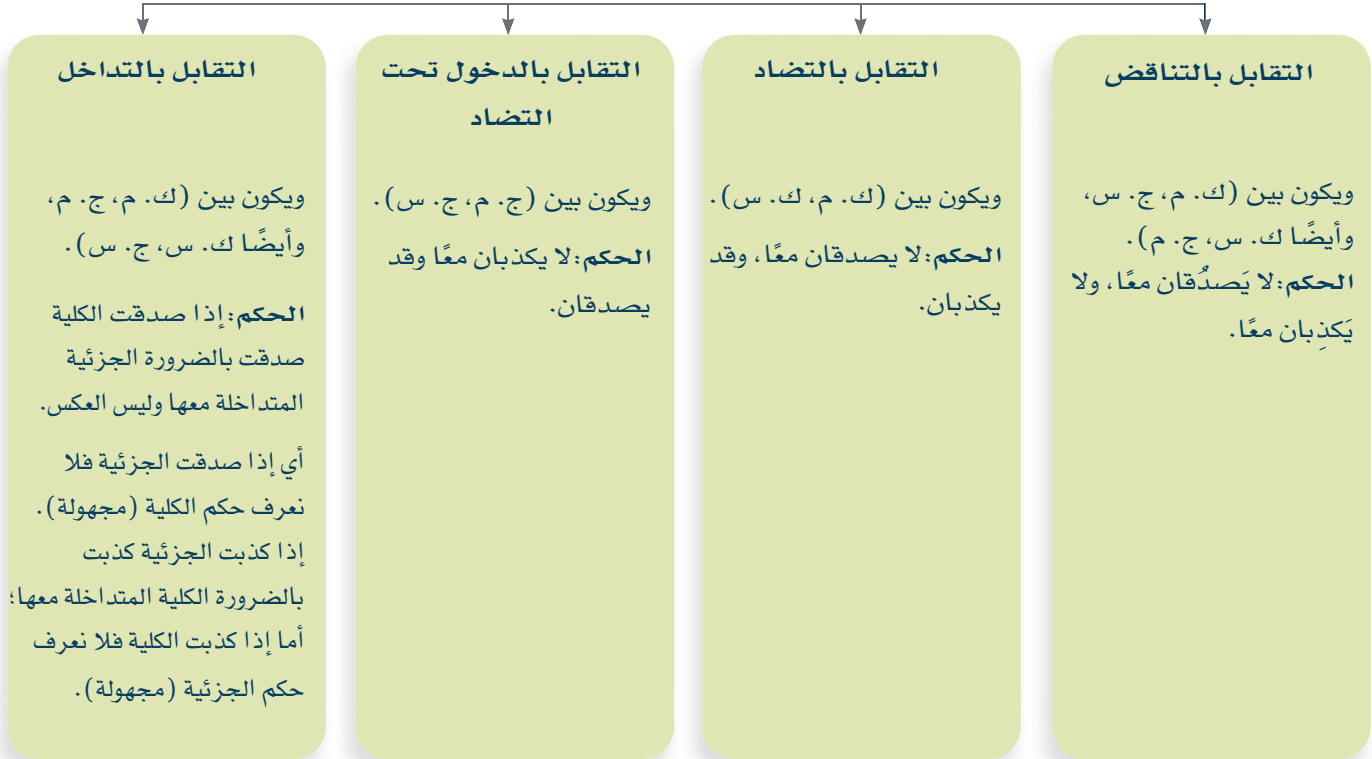 التقابل بالتناقض
ويكون بين (ك. م، ج. س،
وأيضًا ك. س، ج. م).
الحكم: لا يَصدُقان معًا، ولا
يَكذِبان معًا.
التقابل بالتضاد
ويكون بين (ك. م، ك. س).
الحكم: لا يصدقان معًا، وقد
يكذبان.
التقابل بالدخول تحت
التضاد
ويكون بين (ج. م، ج. س).
الحكم: لا يكذبان معًا وقد
يصدقان.
التقابل بالتداخل
ويكون بين (ك. م، ج. م،
وأيضًا ك. س، ج. س).
الحكم: إذا صدقت الكلية
صدقت بالضرورة الجزئية
المتداخلة معها وليس العكس.
أي إذا صدقت الجزئية فلا
نعرف حكم الكلية (مجهولة).
إذا كذبت الجزئية كذبت
بالضرورة الكلية المتداخلة معها؛
أما إذا كذبت الكلية فلا نعرف
حكم الجزئية (مجهولة).